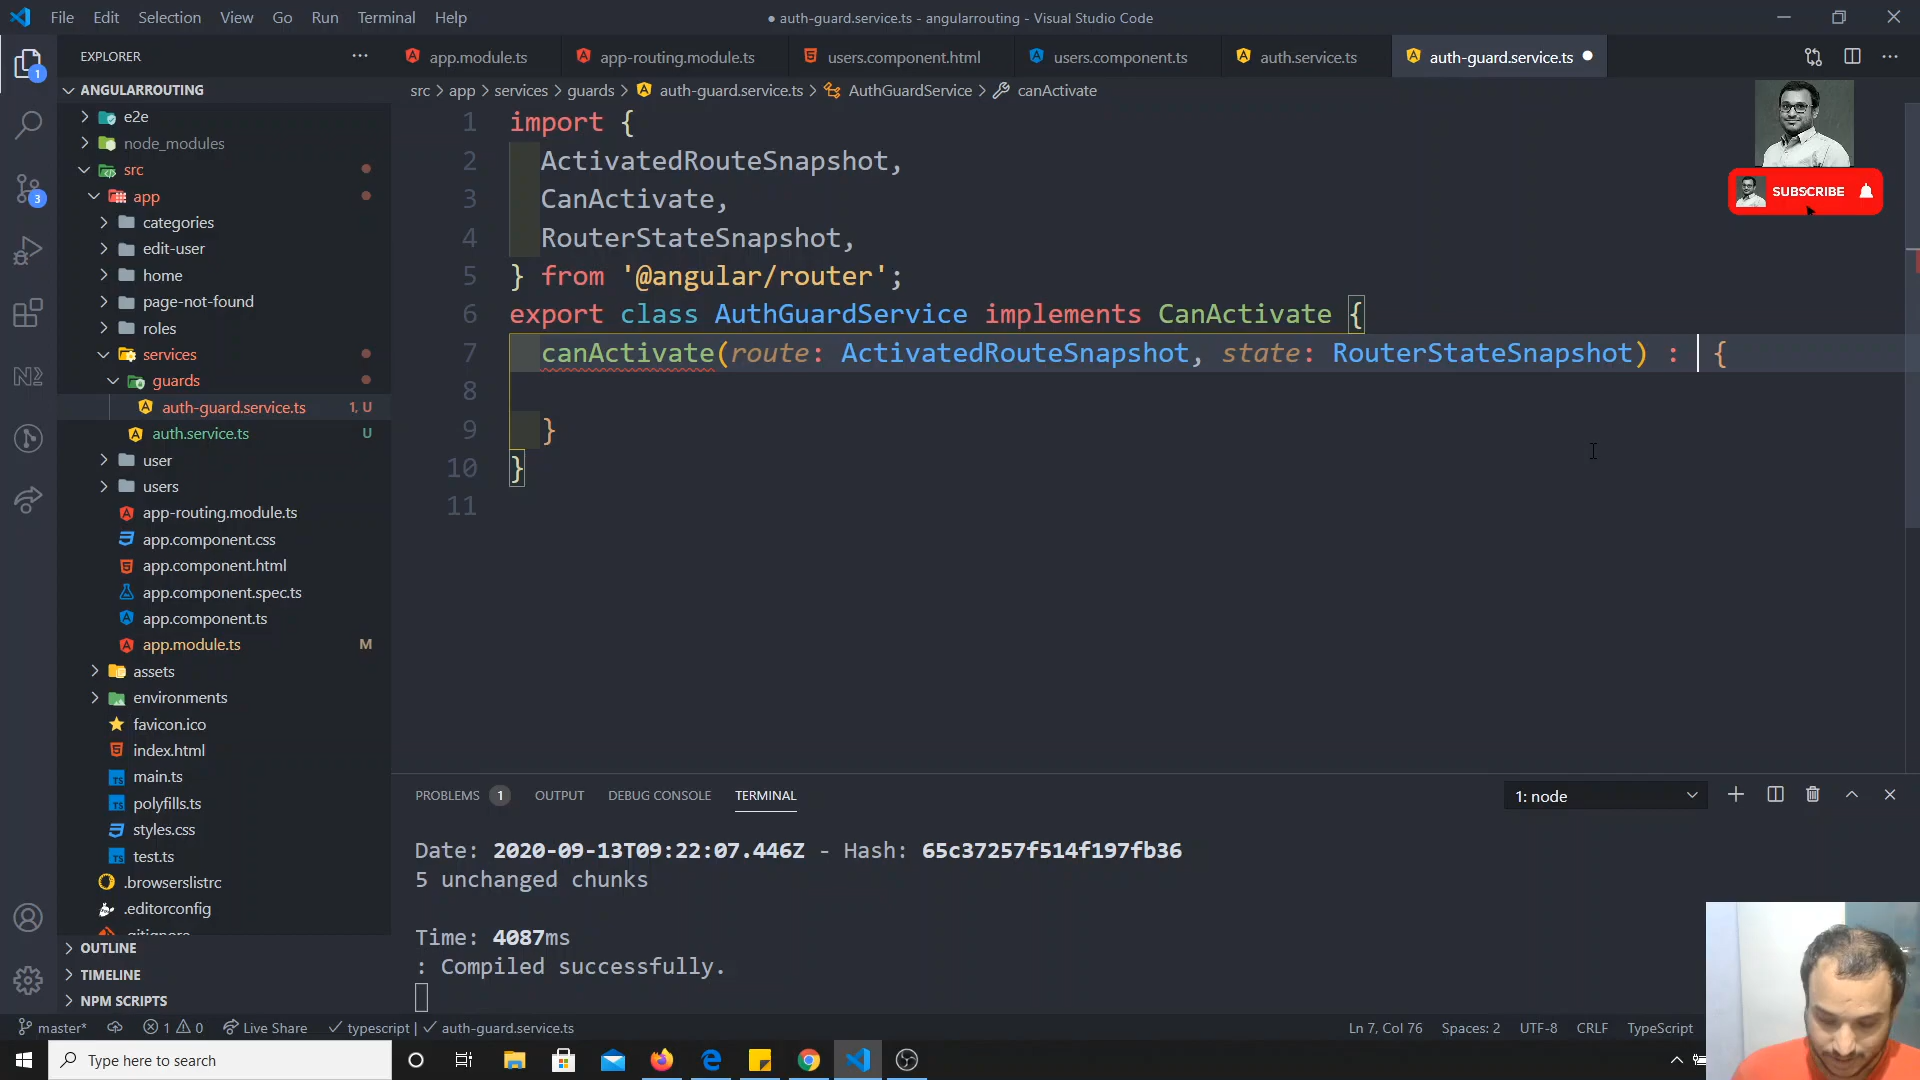 File Edit Selection View Go Run Terminal Help
● auth-guard.service.ts - angularrouting - Visual Studio Code
EXPLORER
app.module.ts
app-routing.module.ts
users.component.html
users.component.ts
auth.service.ts
auth-guard.service.ts
src > app > services > guards > auth-guard.service.ts > AuthGuardService > canActivate
1
3
ANGULARROUTING
e2e
node_modules
src
app
categories
edit-user
home
page-not-found
roles
services
guards
auth-guard.service.ts 1, U
auth.service.ts U
user
users
app-routing.module.ts
app.component.css
app.component.html
app.component.spec.ts
app.component.ts
app.module.ts M
assets
environments
favicon.ico
index.html
main.ts
polyfills.ts
styles.css
test.ts
.browserslistrc
.editorconfig
.gitignore
OUTLINE
TIMELINE
NPM SCRIPTS
1 import {
2 ActivatedRouteSnapshot,
3 CanActivate,
4 RouterStateSnapshot,
5 } from '@angular/router';
6 export class AuthGuardService implements CanActivate {
7 canActivate(route: ActivatedRouteSnapshot, state: RouterStateSnapshot) : {
8
9 }
10 }
11
SUBSCRIBE
PROBLEMS 1 OUTPUT DEBUG CONSOLE TERMINAL
1: node
Date: 2020-09-13T09:22:07.446Z - Hash: 65c37257f514f197fb36
5 unchanged chunks
Time: 4087ms
: Compiled successfully.
master* 1 0 Live Share typescript | auth-guard.service.ts
Ln 7, Col 76 Spaces: 2 UTF-8 CRLF TypeScript
Type here to search